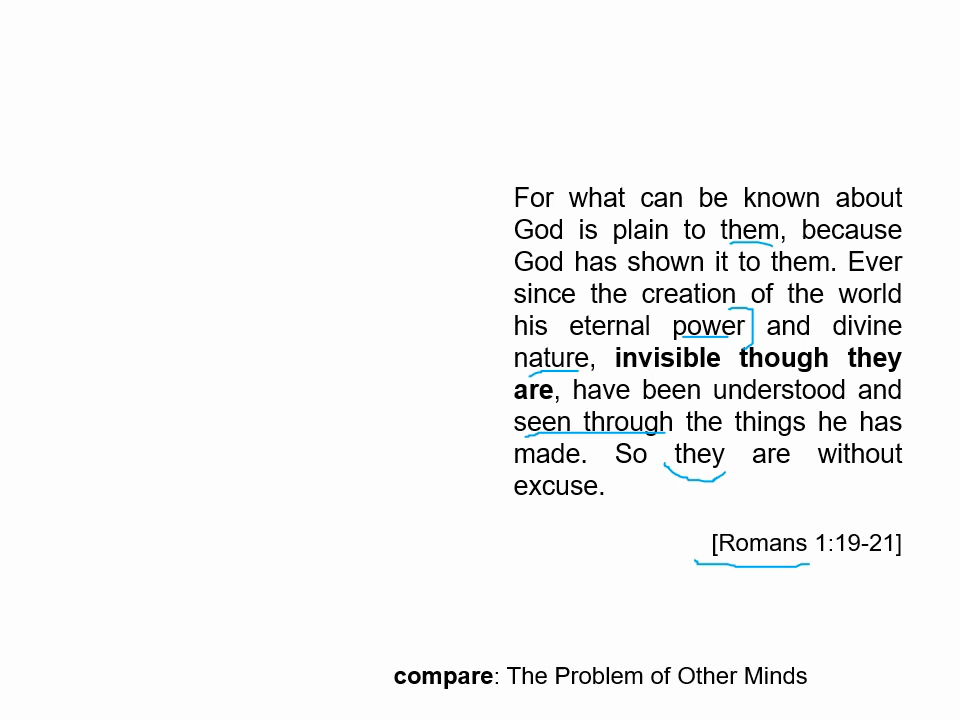 For what can be known about
God is plain to them, because
God has shown it to them. Ever
since the creation of the world
his eternal power and divine
nature, invisible though they
are, have been understood and
seen through the things he has
made. So they are without
excuse.
[Romans 1:19-21]
compare: The Problem of Other Minds